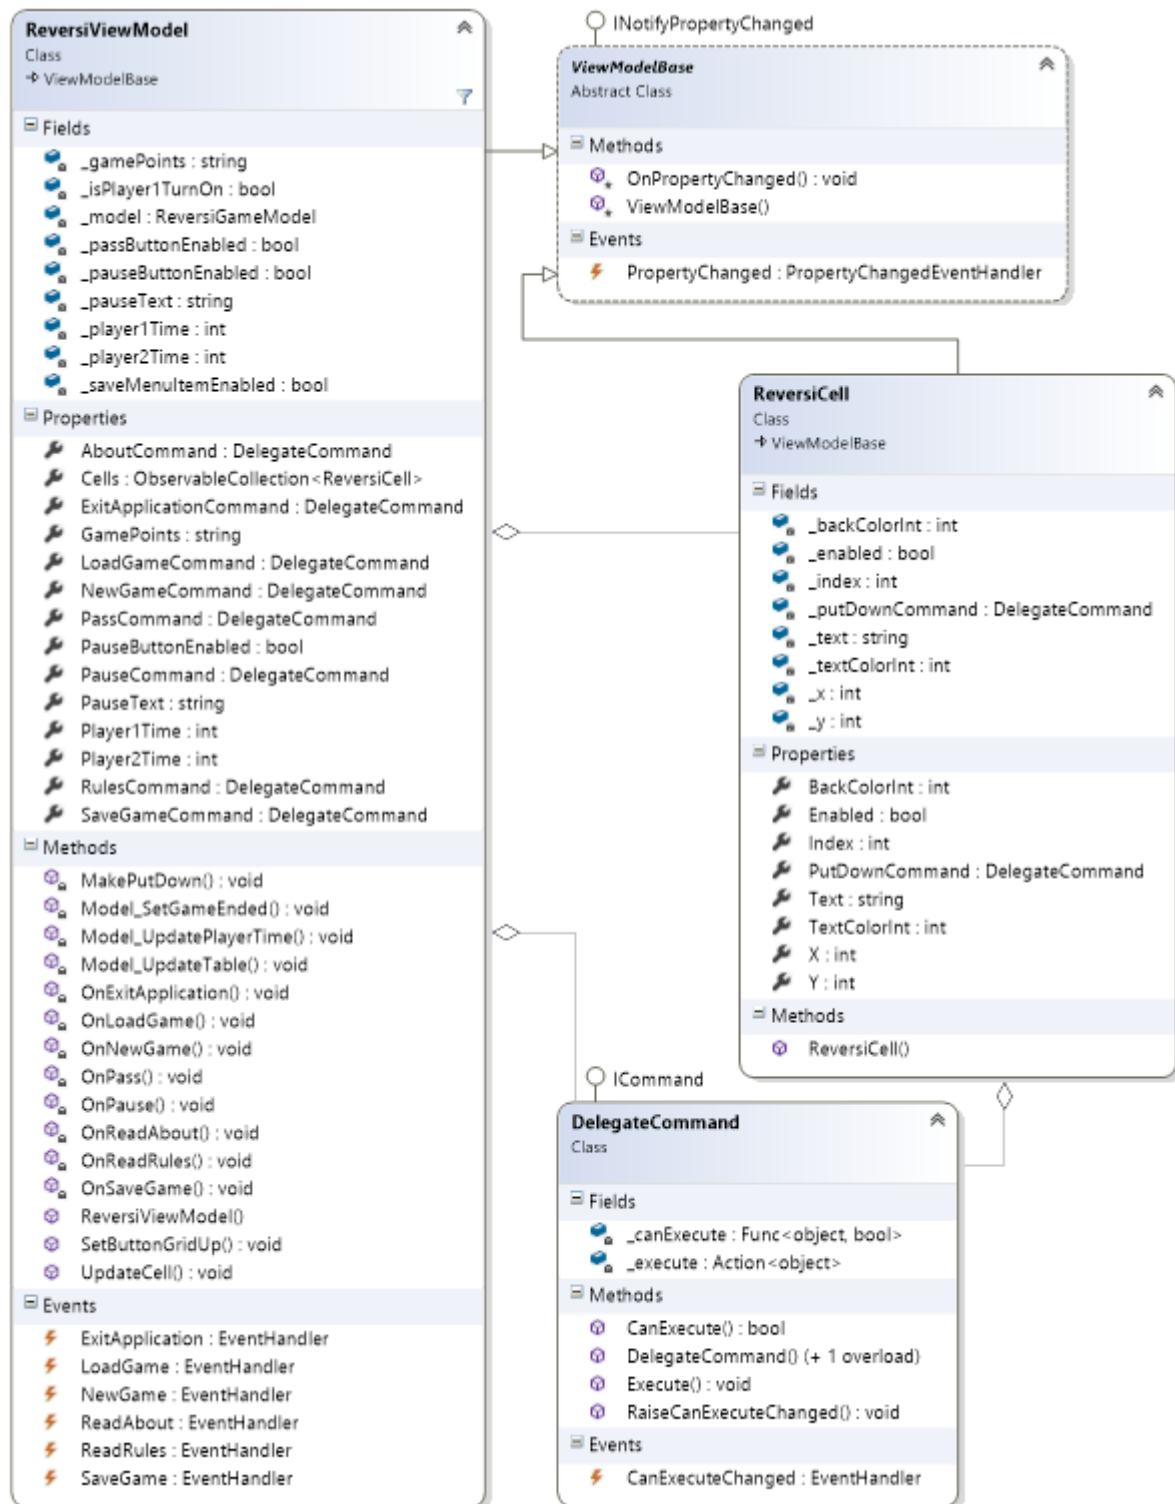 ReversiViewModel
Class
ViewModelBase
Fields
_gamePoints : string
_isPlayer1TurnOn : bool
_model : ReversiGameModel
_passButtonEnabled : bool
_pauseButtonEnabled : bool
_pauseText : string
_player1Time : int
_player2Time : int
_saveMenuItemEnabled : bool
Properties
AboutCommand : DelegateCommand
Cells : ObservableCollection<ReversiCell>
ExitApplicationCommand : DelegateCommand
GamePoints : string
LoadGameCommand : DelegateCommand
NewGameCommand : DelegateCommand
PassCommand : DelegateCommand
PauseButtonEnabled : bool
PauseCommand : DelegateCommand
PauseText : string
Player1Time : int
Player2Time : int
RulesCommand : DelegateCommand
SaveGameCommand : DelegateCommand
Methods
MakePutDown() : void
Model_SetGameEnded() : void
Model_UpdatePlayerTime() : void
Model_UpdateTable() : void
OnExitApplication() : void
OnLoadGame() : void
OnNewGame() : void
OnPass() : void
OnPause() : void
OnReadAbout() : void
OnReadRules() : void
OnSaveGame() : void
ReversiViewModel()
SetButtonGridUp() : void
UpdateCell() : void
Events
ExitApplication : EventHandler
LoadGame : EventHandler
NewGame : EventHandler
ReadAbout : EventHandler
ReadRules : EventHandler
SaveGame : EventHandler
INotifyPropertyChanged
ViewModelBase
Abstract Class
Methods
OnPropertyChanged() : void
ViewModelBase()
Events
PropertyChanged : PropertyChangedEventHandler
ReversiCell
Class
ViewModelBase
Fields
_backColorInt : int
_enabled : bool
_index : int
_putDownCommand : DelegateCommand
_text : string
_textColorInt : int
_x : int
_y : int
Properties
BackColorInt : int
Enabled : bool
Index : int
PutDownCommand : DelegateCommand
Text : string
TextColorInt : int
X : int
Y : int
Methods
ReversiCell()
ICommand
DelegateCommand
Class
Fields
_canExecute : Func<object, bool>
_execute : Action<object>
Methods
CanExecute() : bool
DelegateCommand() (+ 1 overload)
Execute() : void
RaiseCanExecuteChanged() : void
Events
CanExecuteChanged : EventHandler